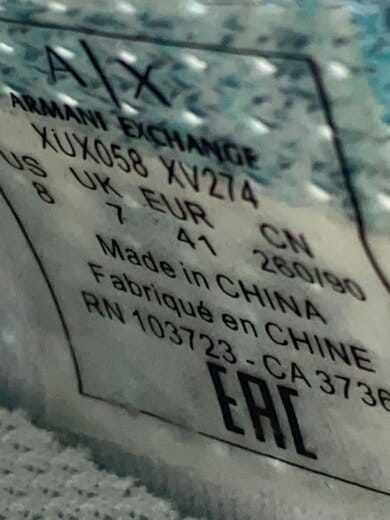 A|X
ARMANI EXCHANGE
XUX058 XV274
US UK EUR CN
8 7 41 260/90
Made in CHINA
Fabriqué en CHINE
RN 103723 - CA 3736
EAC